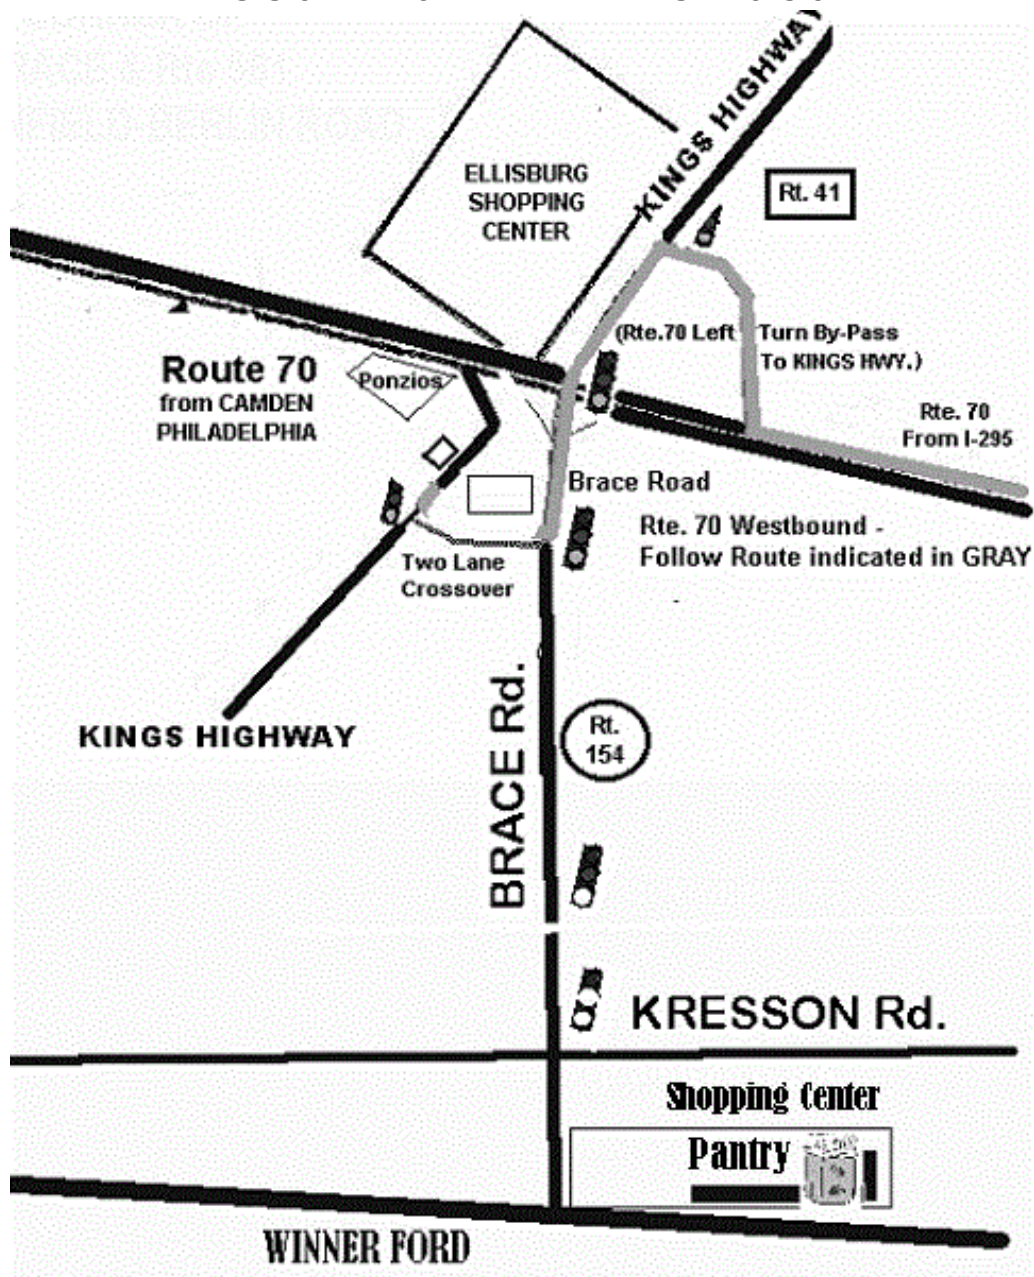 KINGS HIGHWAY
ELLISBURG
SHOPPING
CENTER
Rt. 41
(Rte.70 Left Turn By-Pass
To KINGS HWY.)
Route 70
from CAMDEN
PHILADELPHIA
Ponzios
Rte. 70
From I-295
Brace Road
Rte. 70 Westbound -
Follow Route indicated in GRAY
Two Lane
Crossover
KINGS HIGHWAY
BRACE Rd.
Rt.
154
KRESSON Rd.
Shopping Center
Pantry
WINNER FORD